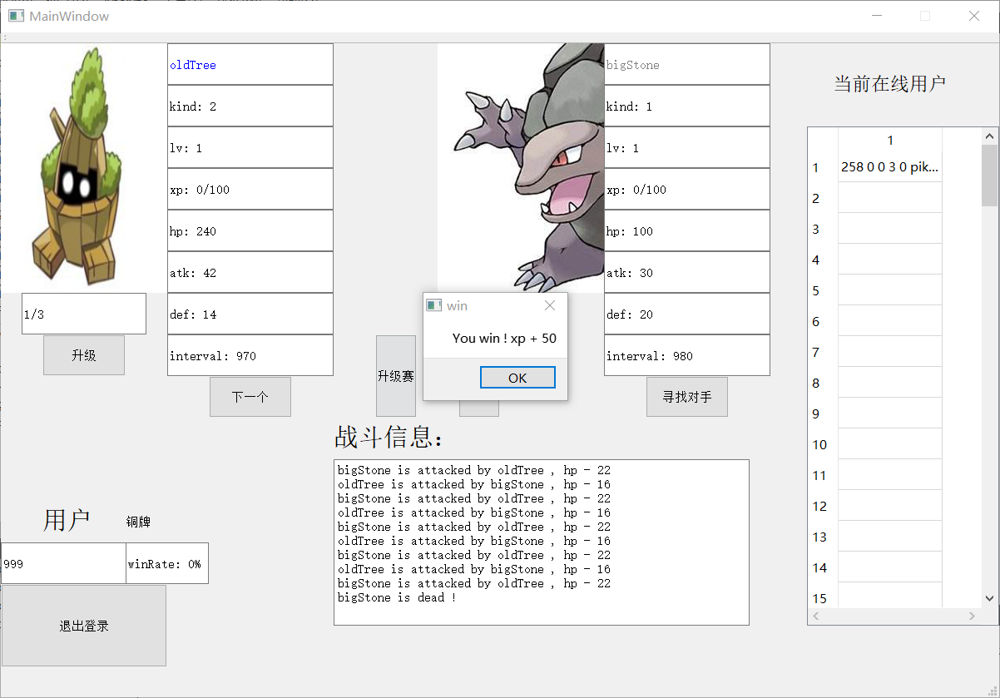 MainWindow
oldTree
kind: 2
lv: 1
xp: 0/100
hp: 240
atk: 42
def: 14
interval: 970
1/3
升级
下一个
bigStone
kind: 1
lv: 1
xp: 0/100
hp: 100
atk: 30
def: 20
interval: 980
升级赛
寻找对手
win
You win ! xp + 50
OK
战斗信息:
bigStone is attacked by oldTree , hp - 22
oldTree is attacked by bigStone , hp - 16
bigStone is attacked by oldTree , hp - 22
oldTree is attacked by bigStone , hp - 16
bigStone is attacked by oldTree , hp - 22
oldTree is attacked by bigStone , hp - 16
bigStone is attacked by oldTree , hp - 22
oldTree is attacked by bigStone , hp - 16
bigStone is attacked by oldTree , hp - 22
bigStone is dead !
用户 铜牌
999 winRate: 0%
退出登录
当前在线用户
1
1 258 0 0 3 0 pik...
2
3
4
5
6
7
8
9
10
11
12
13
14
15